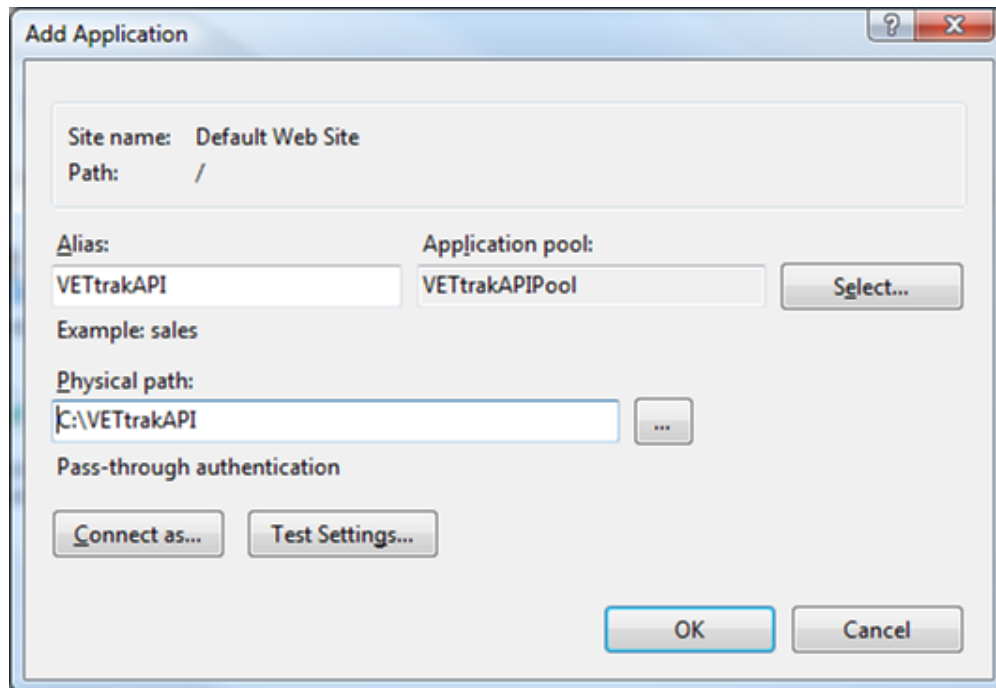 Add Application
Site name: Default Web Site
Path: /
Alias: Application pool:
VETtrakAPI VETtrakAPIPool Select...
Example: sales
Physical path:
C:\VETtrakAPI ...
Pass-through authentication
Connect as... Test Settings...
OK Cancel